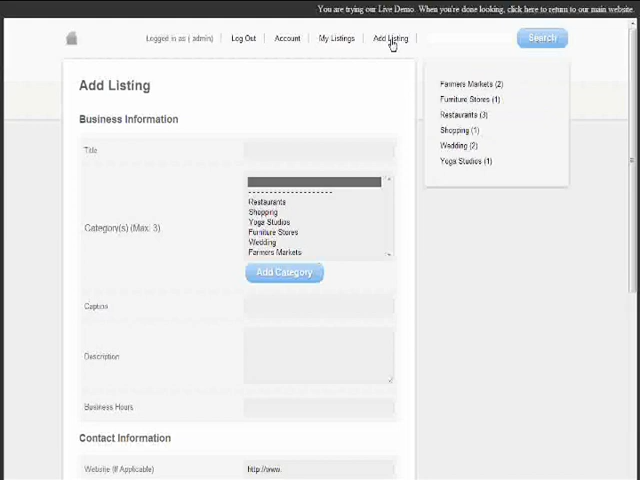 You are trying our Live Demo. When you're done looking, click here to return to our main website.
Logged in as ( admin) | Log Out | Account | My Listings | Add Listing | Search
Add Listing
Business Information
Title
Category(s) (Max: 3)
--------------------
Restaurants
Shopping
Yoga Studios
Furniture Stores
Wedding
Farmers Markets
Add Category
Caption
Description
Business Hours
Contact Information
Website (If Applicable) http://www.
Farmers Markets (2)
Furniture Stores (1)
Restaurants (3)
Shopping (1)
Wedding (2)
Yoga Studios (1)